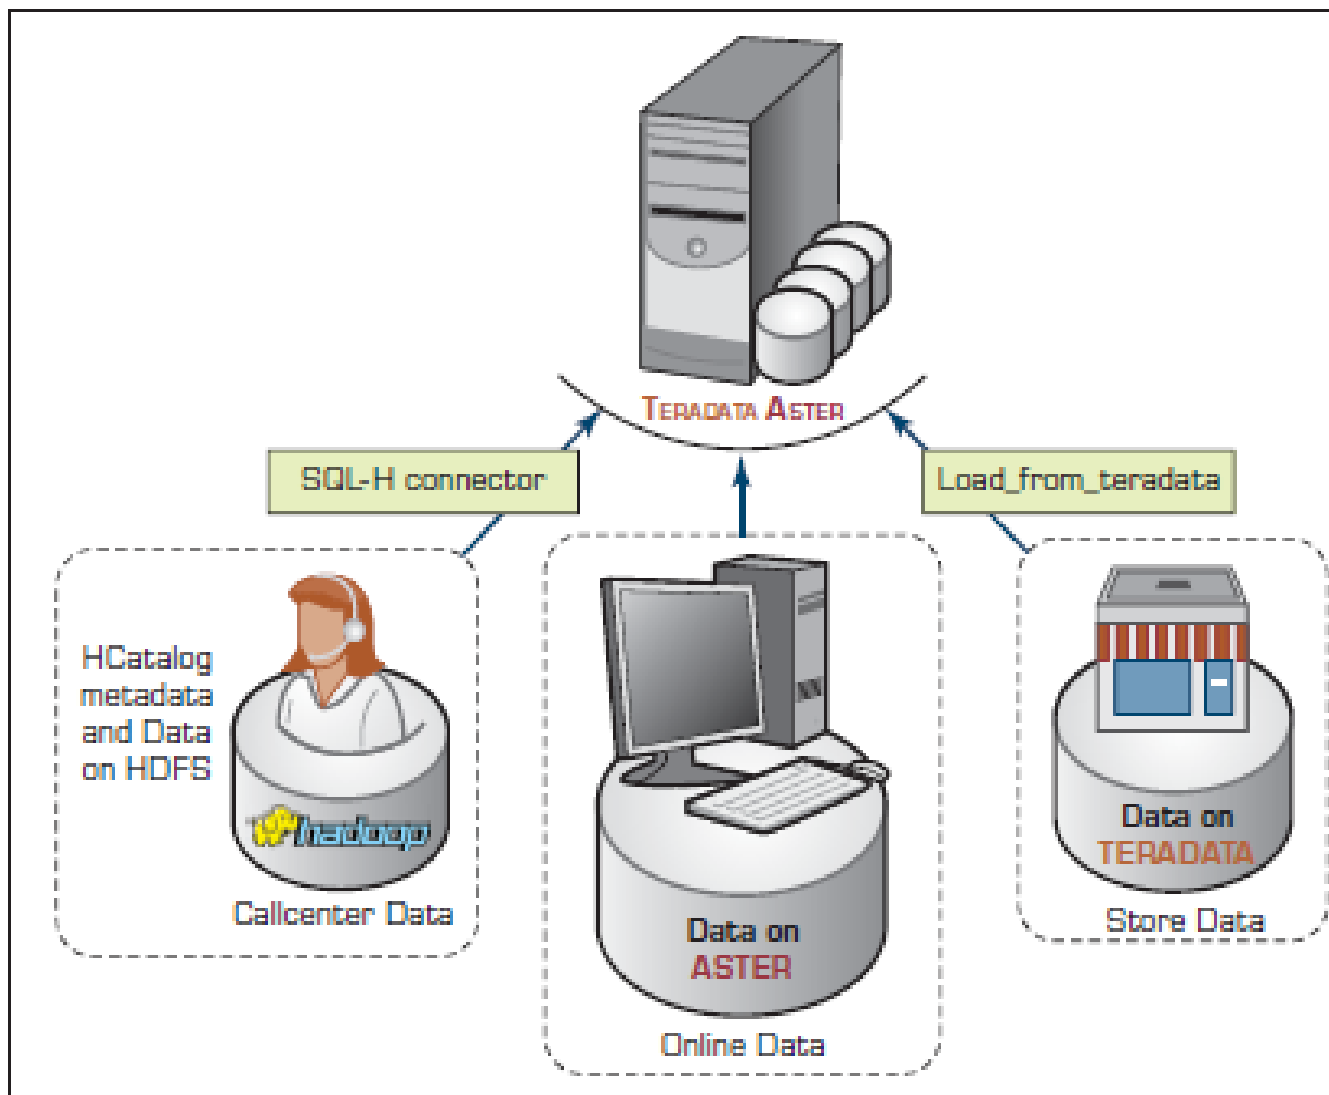 TERADATA ASTER
SQL-H connector
Load_from_teradata
HCatalog
metadata
and Data
on HDFS
hadoop
Callcenter Data
Data on
ASTER
Online Data
Data on
TERADATA
Store Data